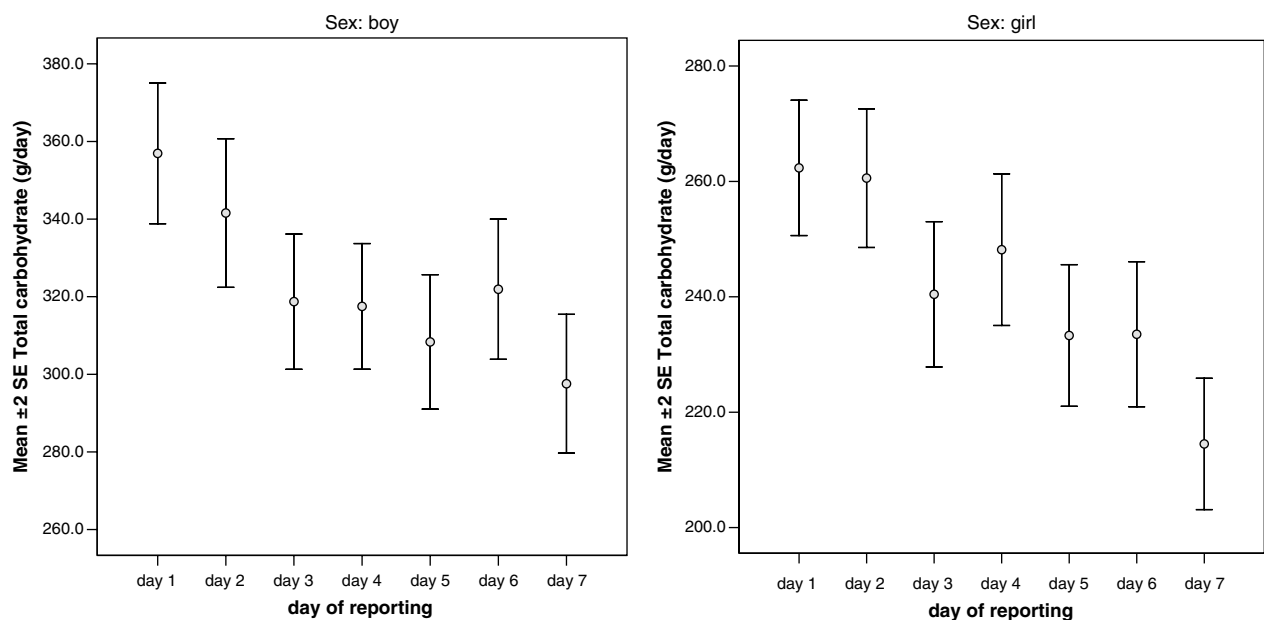 Sex: boy
Mean ±2 SE Total carbohydrate (g/day)
380.0
360.0
340.0
320.0
300.0
280.0
260.0
day 1 day 2 day 3 day 4 day 5 day 6 day 7
day of reporting
Sex: girl
Mean ±2 SE Total carbohydrate (g/day)
280.0
260.0
240.0
220.0
200.0
day 1 day 2 day 3 day 4 day 5 day 6 day 7
day of reporting